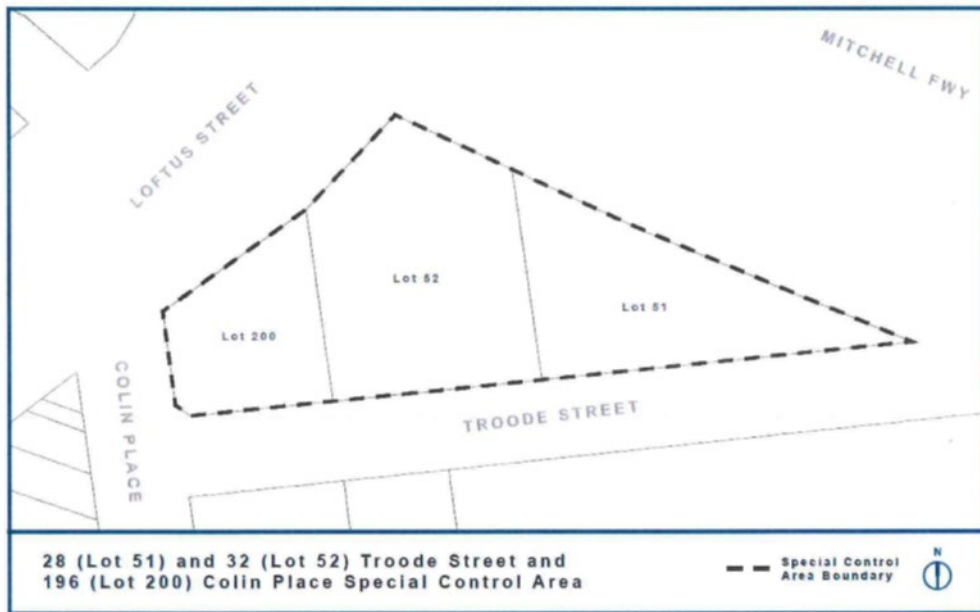 MITCHELL FWY
LOFTUS STREET
Lot 52
Lot 51
Lot 200
COLIN PLACE
TROODE STREET
28 (Lot 51) and 32 (Lot 52) Troode Street and
196 (Lot 200) Colin Place Special Control Area
Special Control
Area Boundary
N